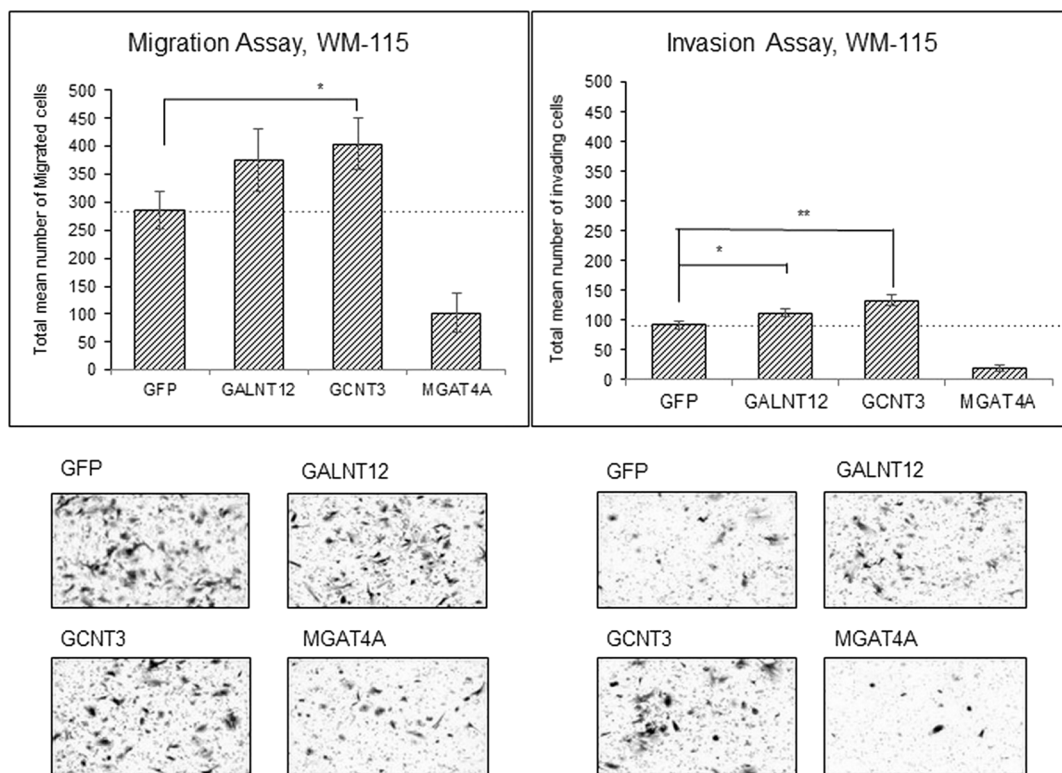 Migration Assay, WM-115
Total mean number of Migrated cells
500
450
400
350
300
250
200
150
100
50
0
*
GFP
GALNT12
GCNT3
MGAT4A
Invasion Assay, WM-115
Total mean number of invading cells
500
450
400
350
300
250
200
150
100
50
0
**
*
GFP
GALNT12
GCNT3
MGAT4A
GFP
GALNT12
GCNT3
MGAT4A
GFP
GALNT12
GCNT3
MGAT4A